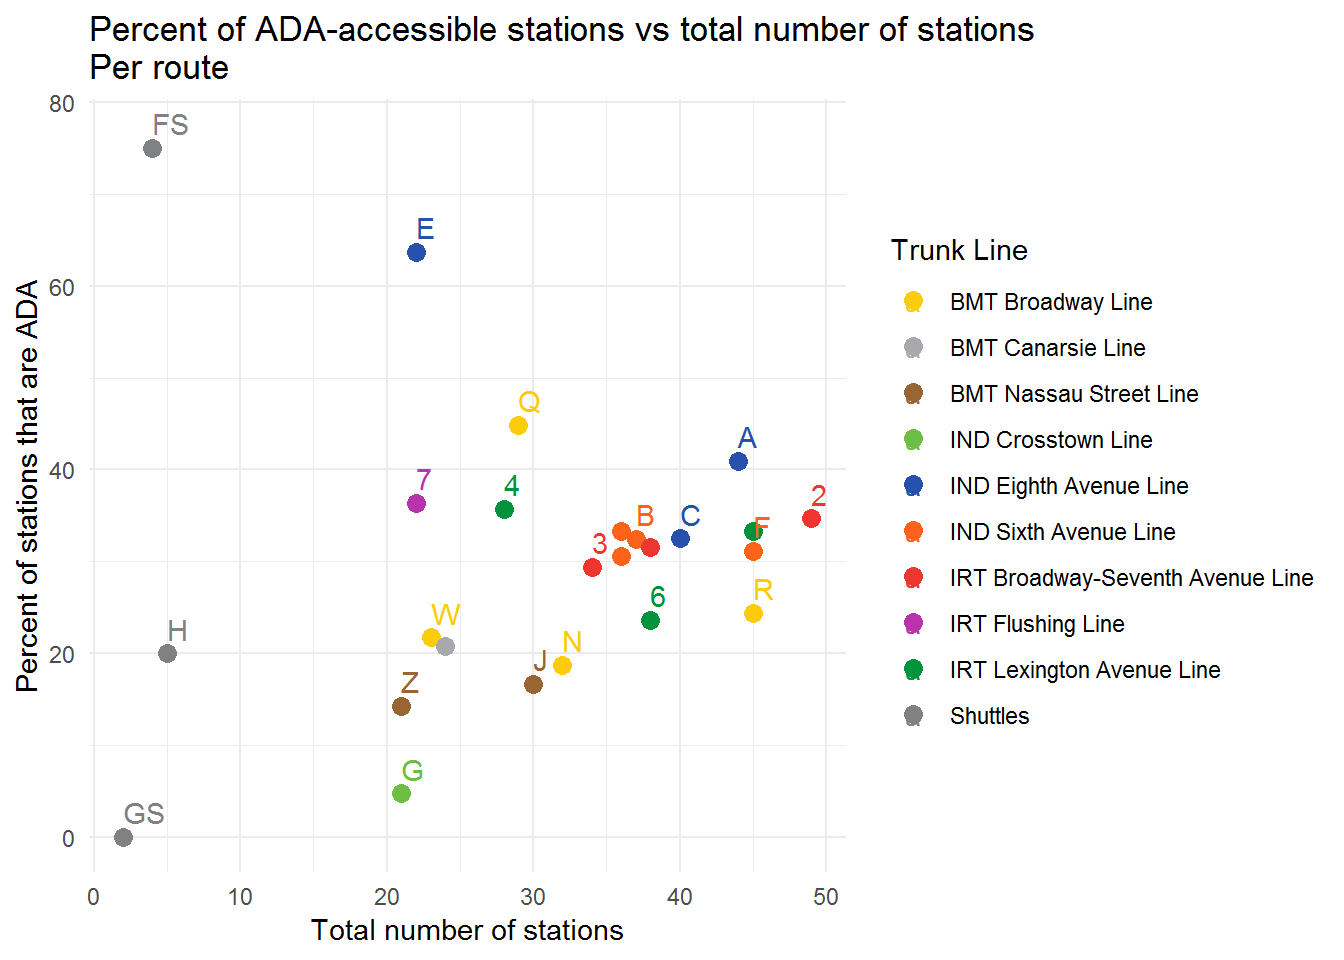 Percent of ADA-accessible stations vs total number of stations
Per route
Percent of stations that are ADA
80
60
40
20
0
FS
E
Q
A
7
4
2
B
C
F
3
6
R
H
W
N
J
Z
G
GS
0 10 20 30 40 50
Total number of stations
Trunk Line
BMT Broadway Line
BMT Canarsie Line
BMT Nassau Street Line
IND Crosstown Line
IND Eighth Avenue Line
IND Sixth Avenue Line
IRT Broadway-Seventh Avenue Line
IRT Flushing Line
IRT Lexington Avenue Line
Shuttles